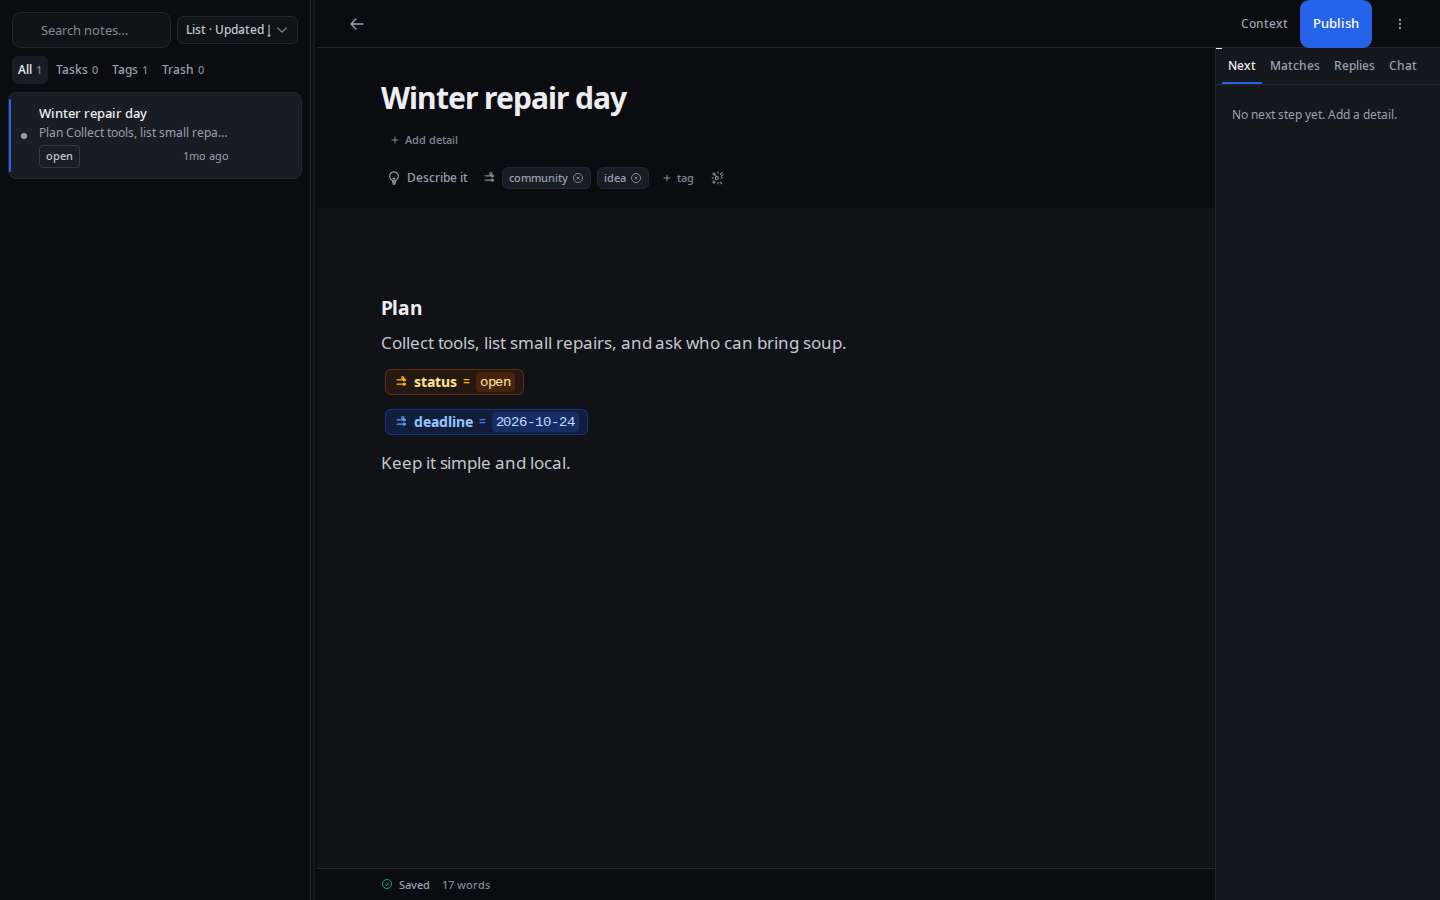 Search notes...
List · Updated ↓
All 1
Tasks 0
Tags 1
Trash 0
Winter repair day
Plan Collect tools, list small repa...
open
1mo ago
Context
Publish
Winter repair day
+ Add detail
Describe it
community
idea
+ tag
Plan
Collect tools, list small repairs, and ask who can bring soup.
status = open
deadline = 2026-10-24
Keep it simple and local.
Saved
17 words
Next
Matches
Replies
Chat
No next step yet. Add a detail.